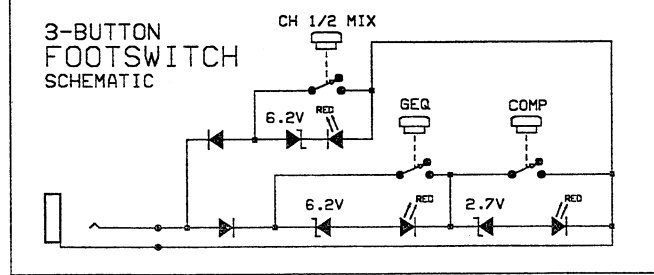 3-BUTTON
FOOTSWITCH
SCHEMATIC
CH 1/2 MIX
6.2V
RED
GEQ
COMP
6.2V
RED
2.7V
RED